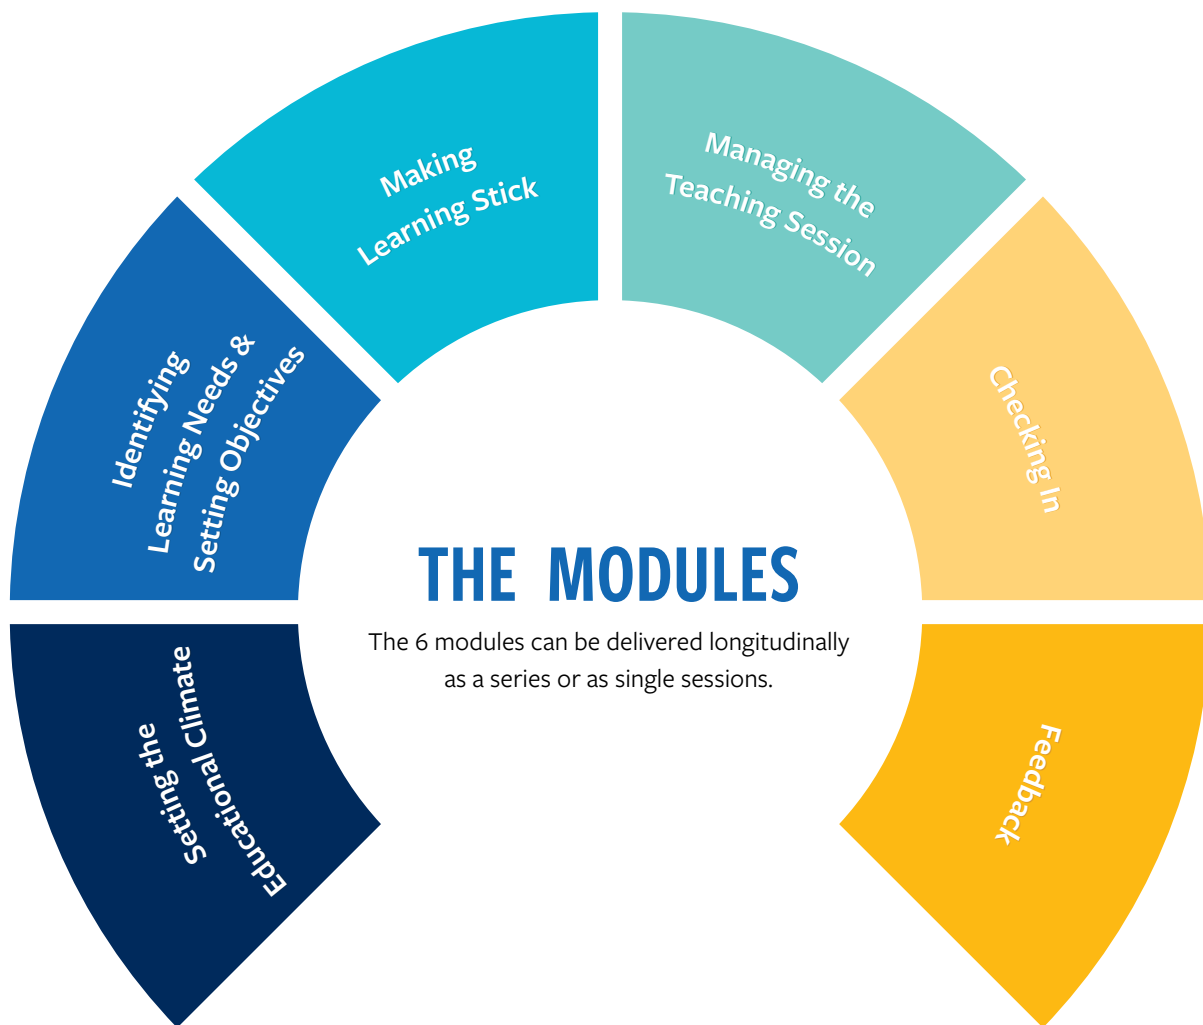 Making
Learning Stick
Managing the
Teaching Session
Identifying
Learning Needs &
Setting Objectives
Checking In
THE MODULES
The 6 modules can be delivered longitudinally
as a series or as single sessions.
Setting the
Educational Climate
Feedback